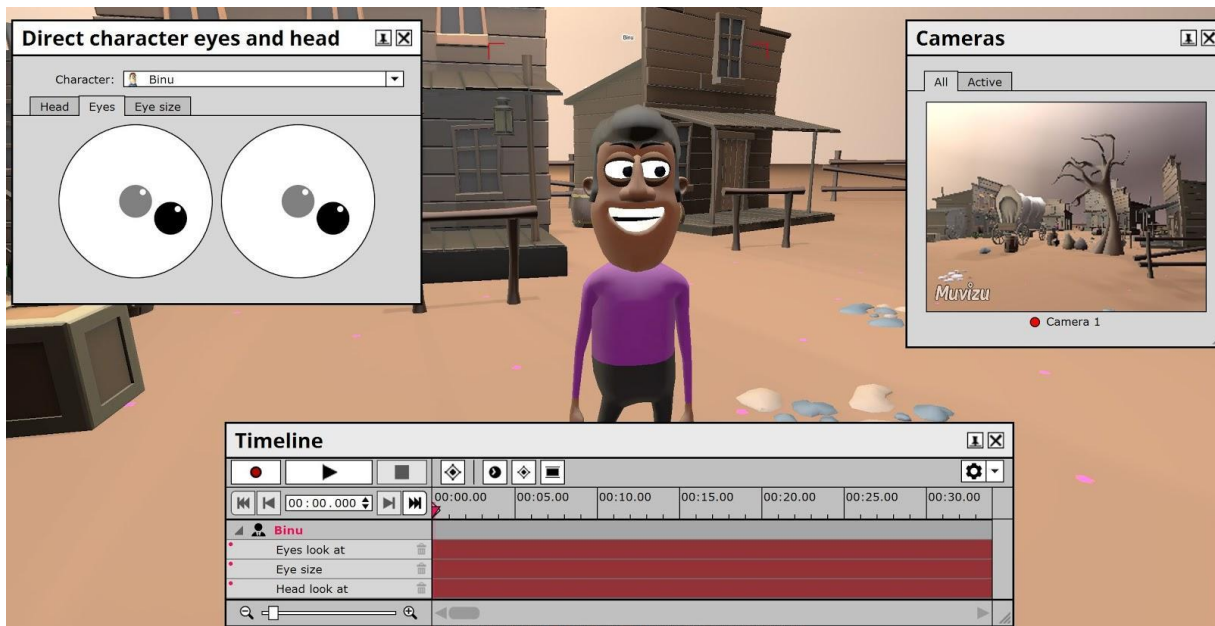 Direct character eyes and head
Character: Binu
Head Eyes Eye size
Binu
Cameras
All Active
Muvizu
Camera 1
Timeline
00:00.000
00:00.00 00:05.00 00:10.00 00:15.00 00:20.00 00:25.00 00:30.00
Binu
Eyes look at
Eye size
Head look at